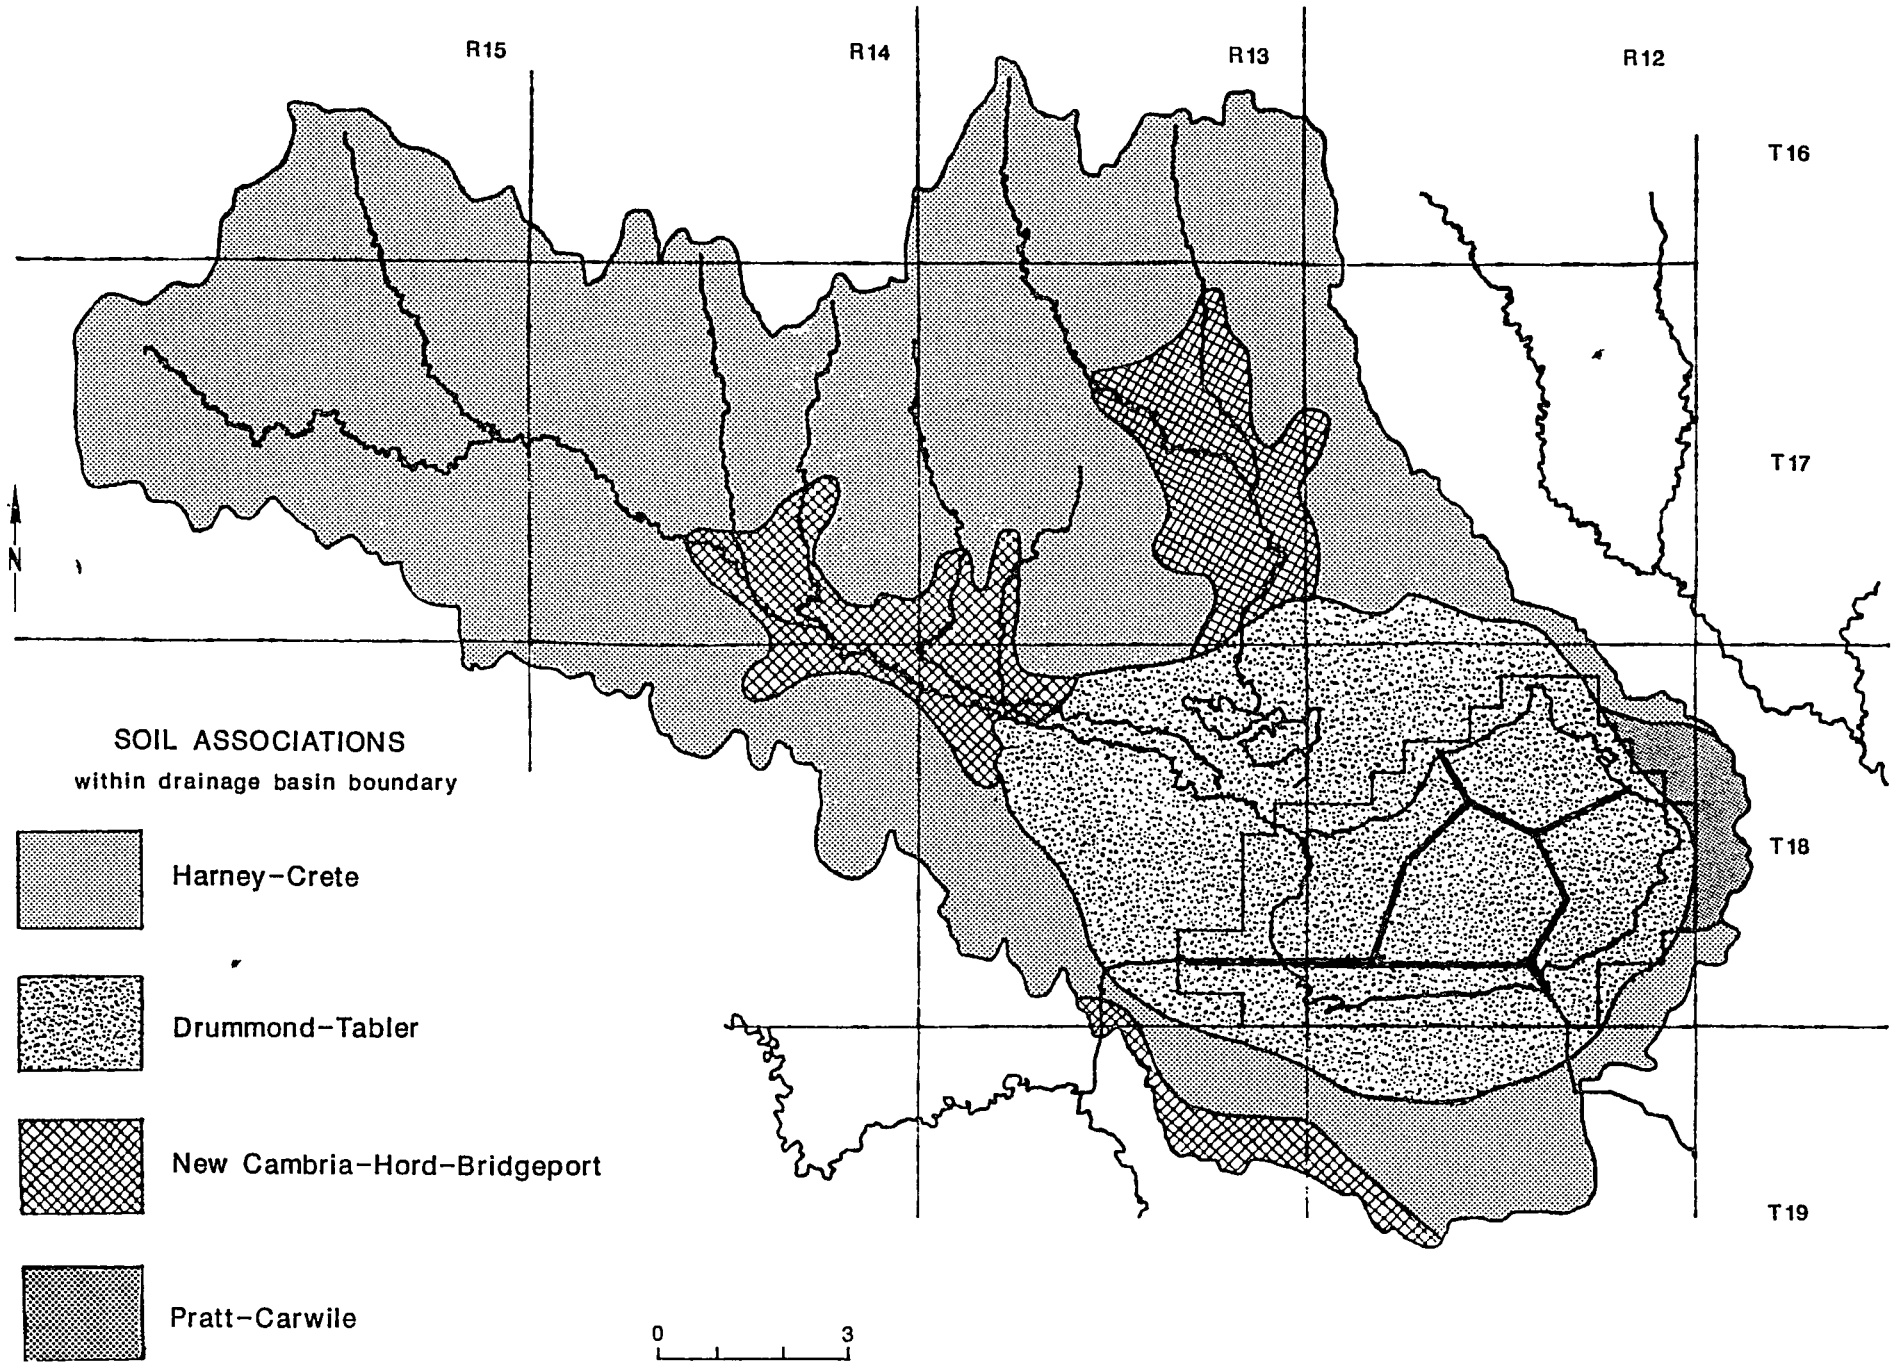 R15
R14
R13
R12
T16
T17
N
SOIL ASSOCIATIONS
within drainage basin boundary
Harney-Crete
T18
Drummond-Tabler
New Cambria-Hord-Bridgeport
T19
Pratt-Carwile
0 3